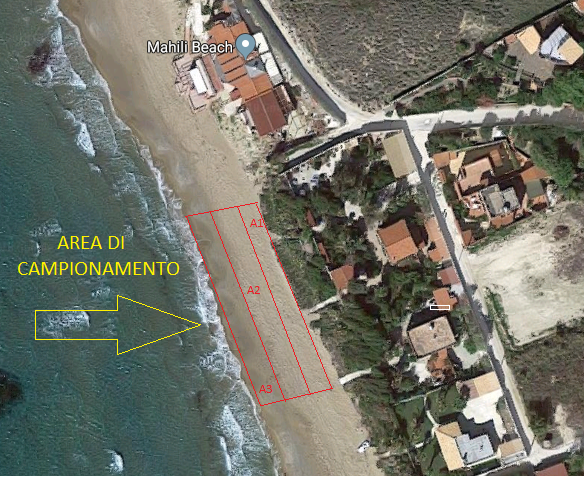 Mahili Beach
A1
AREA DI
CAMPIONAMENTO
A2
A3